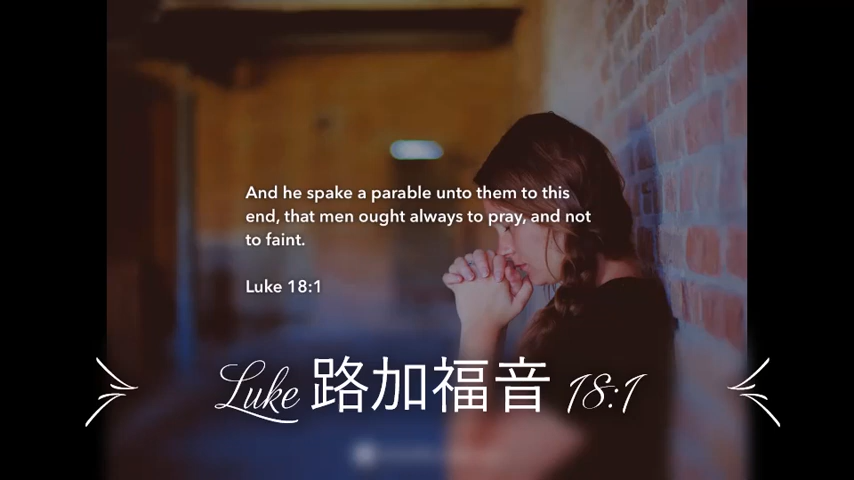 And he spake a parable unto them to this
end, that men ought always to pray, and not
to faint.
Luke 18:1
Luke 路加福音 18:1